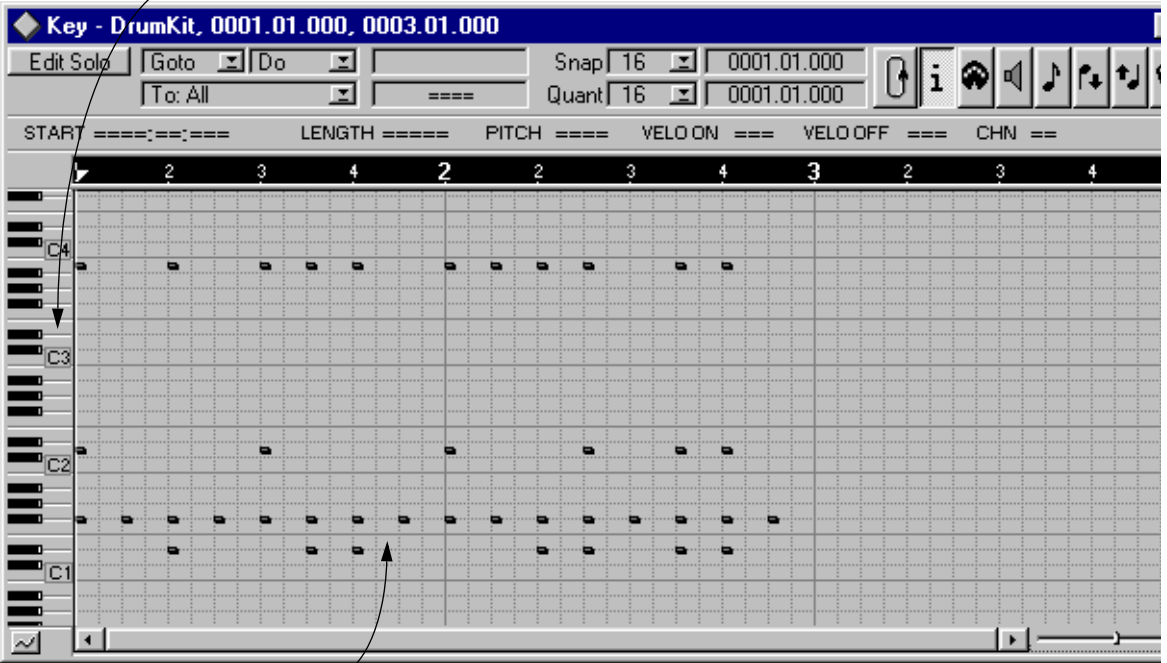 Key - DrumKit, 0001.01.000, 0003.01.000
Edit Solo Goto Do Snap 16 0001.01.000
To: All ==== Quant 16 0001.01.000
START ====:==:=== LENGTH ===== PITCH ==== VELO ON === VELO OFF === CHN ==
2 3 4 2 2 3 4 3 2 3 4
C4
C3
C2
C1